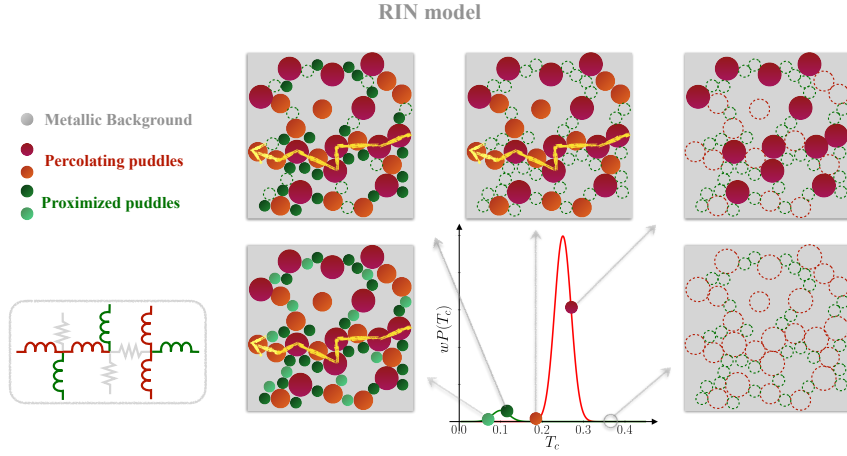 RIN model
Metallic Background
Percolating puddles
Proximized puddles
wP(T_c)
0.0 0.1 0.2 0.3 0.4
T_c